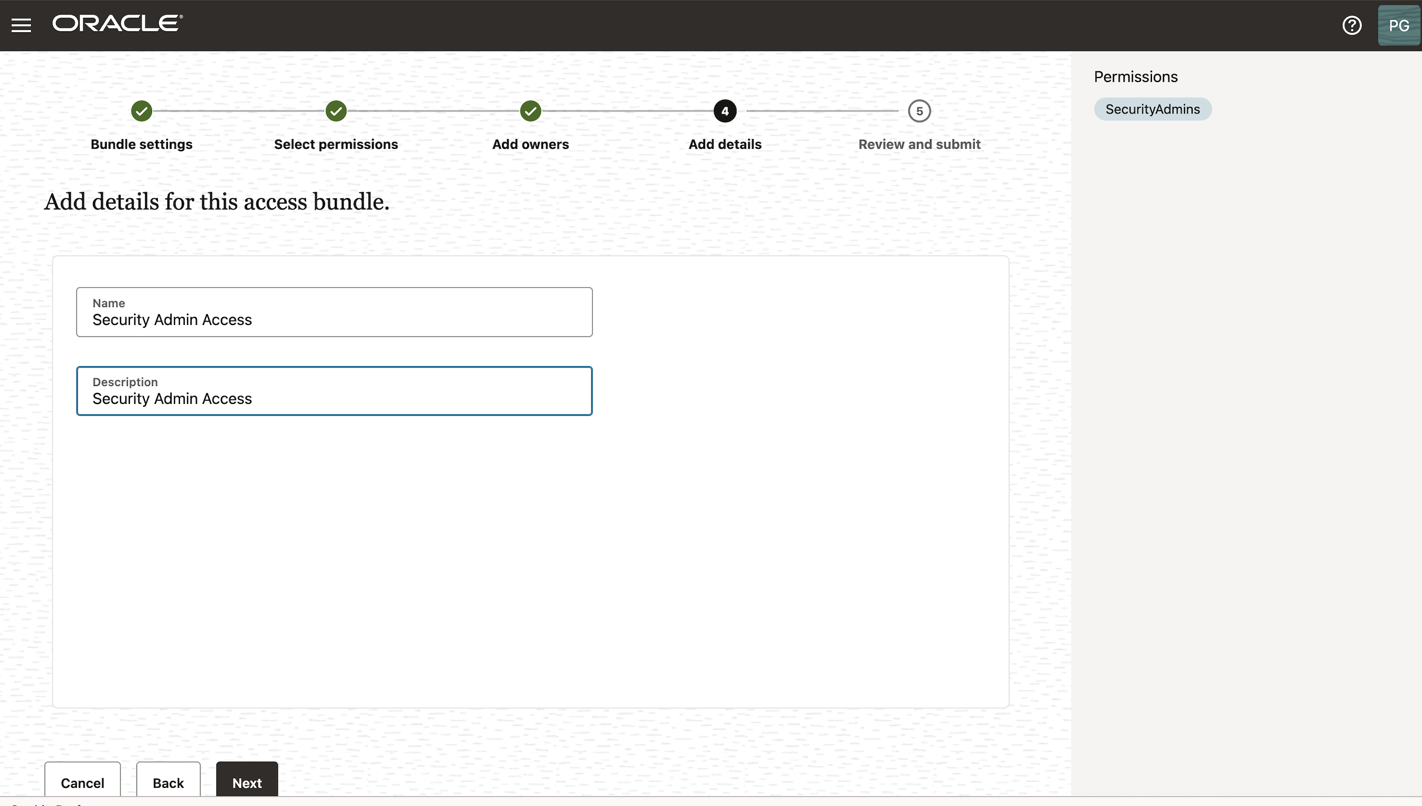 ORACLE
PG
Permissions
SecurityAdmins
4
5
Bundle settings
Select permissions
Add owners
Add details
Review and submit
Add details for this access bundle.
Name
Security Admin Access
Description
Security Admin Access
Cancel
Back
Next